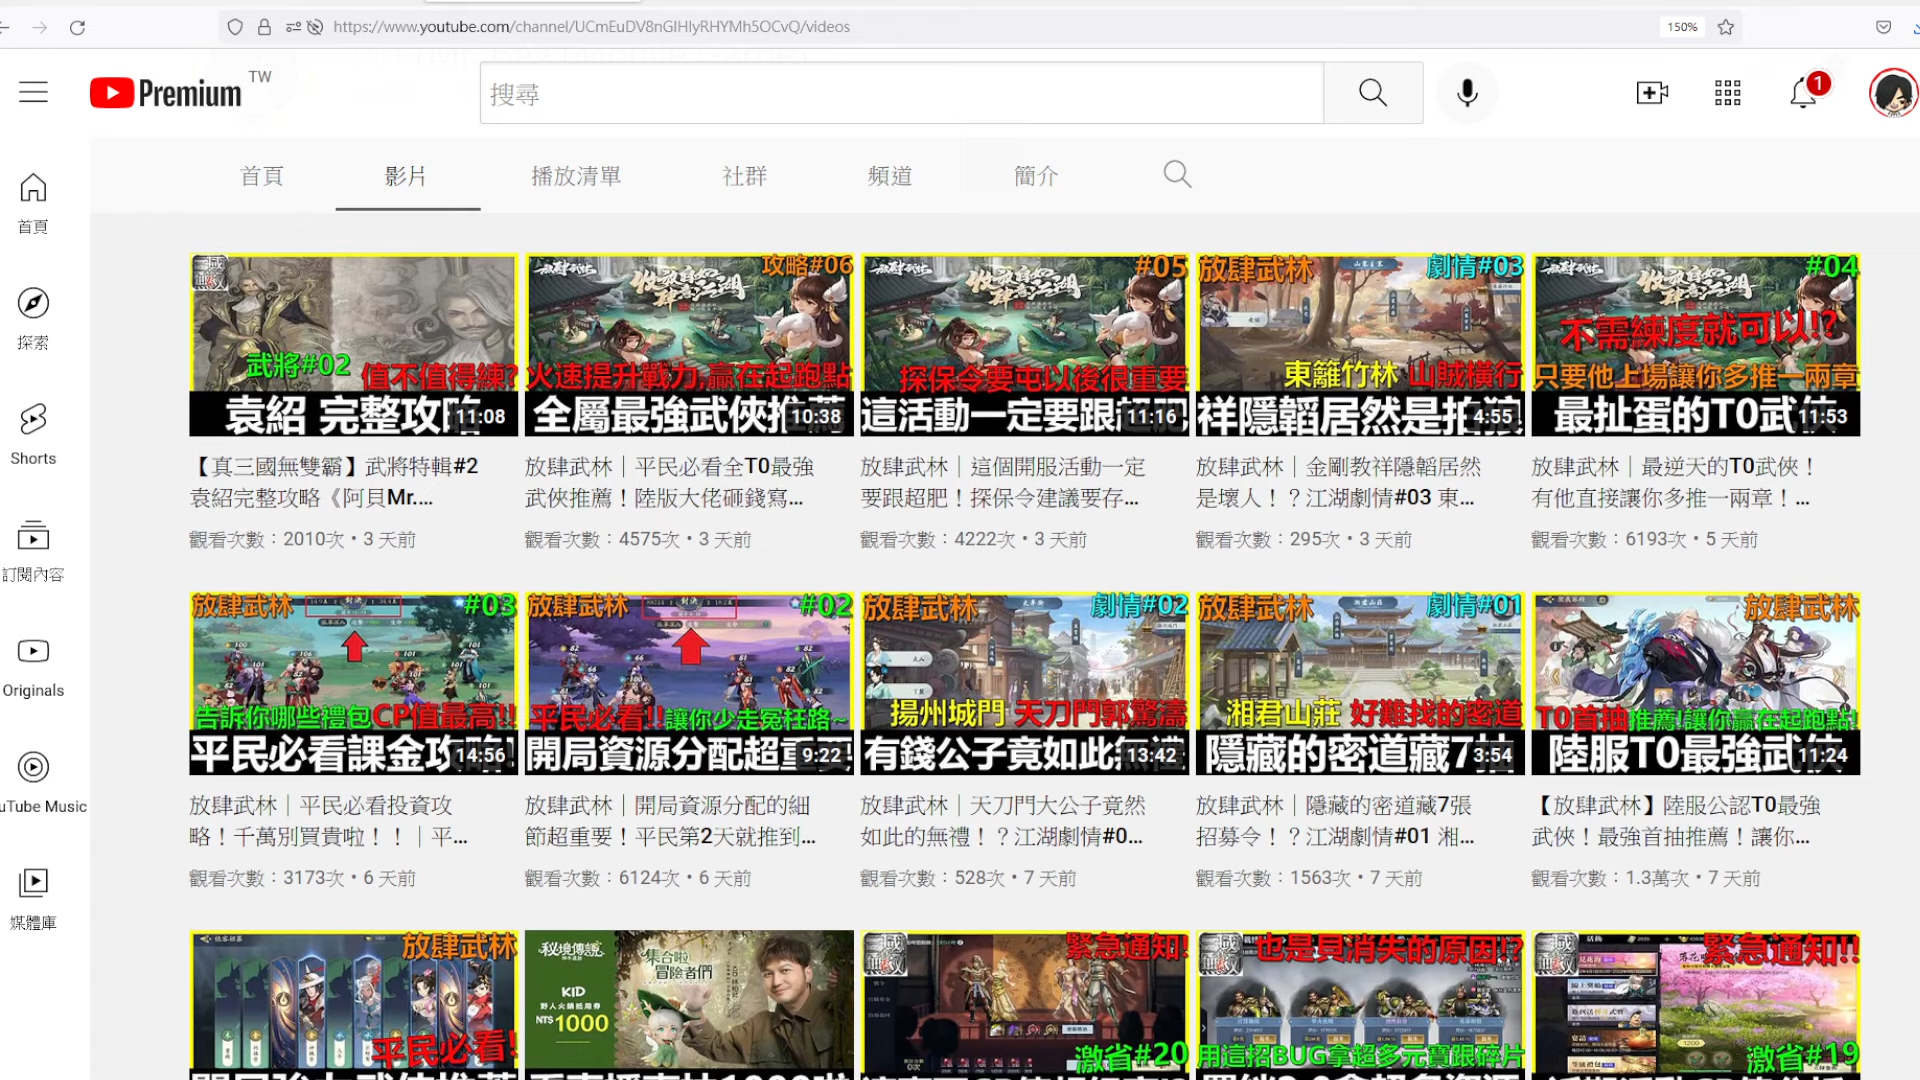 https://www.youtube.com/channel/UCmEuDV8nGIHIyRHYMh5OCvQ/videos
150%
Premium TW
搜尋
1
首頁 影片 播放清單 社群 頻道 簡介
首頁
探索
Shorts
訂閱內容
Originals
uTube Music
媒體庫
武將#02
值不值得練?
袁紹 完整攻略
11:08
【真三國無雙霸】武將特輯#2
袁紹完整攻略《阿貝Mr....
觀看次數：2010次・3 天前
攻略#06
火速提升戰力,贏在起跑點
全屬最強武俠推薦
10:38
放肆武林｜平民必看全T0最強
武俠推薦！陸版大佬砸錢寫...
觀看次數：4575次・3 天前
#05
探保令要屯以後很重要
這活動一定要跟超肥
11:16
放肆武林｜這個開服活動一定
要跟超肥！探保令建議要存...
觀看次數：4222次・3 天前
放肆武林
劇情#03
東籬竹林 山賊橫行
祥隱韜居然是
4:55
放肆武林｜金剛教祥隱韜居然
是壞人！？江湖劇情#03 東...
觀看次數：295次・3 天前
#04
不需練度就可以!?
只要他上場讓你多推一兩章
最扯蛋的T0武俠
11:53
放肆武林｜最逆天的T0武俠！
有他直接讓你多推一兩章！...
觀看次數：6193次・5 天前
放肆武林
#03
告訴你哪些禮包CP值最高!!
平民必看課金攻略!
14:56
放肆武林｜平民必看投資攻
略！千萬別買貴啦！！｜平...
觀看次數：3173次・6 天前
放肆武林
#02
平民必看!!讓你少走冤枉路~
開局資源分配超重要!
9:22
放肆武林｜開局資源分配的細
節超重要！平民第2天就推到...
觀看次數：6124次・6 天前
放肆武林
劇情#02
揚州城門 天刀門郭驚濤
有錢公子竟如此無禮
13:42
放肆武林｜天刀門大公子竟然
如此的無禮！？江湖劇情#0...
觀看次數：528次・7 天前
放肆武林
劇情#01
湘君山莊 好難找的密道
隱藏的密道藏7抽
3:54
放肆武林｜隱藏的密道藏7張
招募令！？江湖劇情#01 湘...
觀看次數：1563次・7 天前
放肆武林
T0首抽推薦!讓你贏在起跑點!
陸服T0最強武俠
11:24
【放肆武林】陸服公認T0最強
武俠！最強首抽推薦！讓你...
觀看次數：1.3萬次・7 天前
放肆武林
平民必看!
秘境傳說
集合啦
冒險者們
KID
野人火鍋抵用券
NT$1000
緊急通知!
激省#20
也是貝消失的原因!?
用這招BUG拿超多元寶跟碎片
緊急通知!!
激省#19